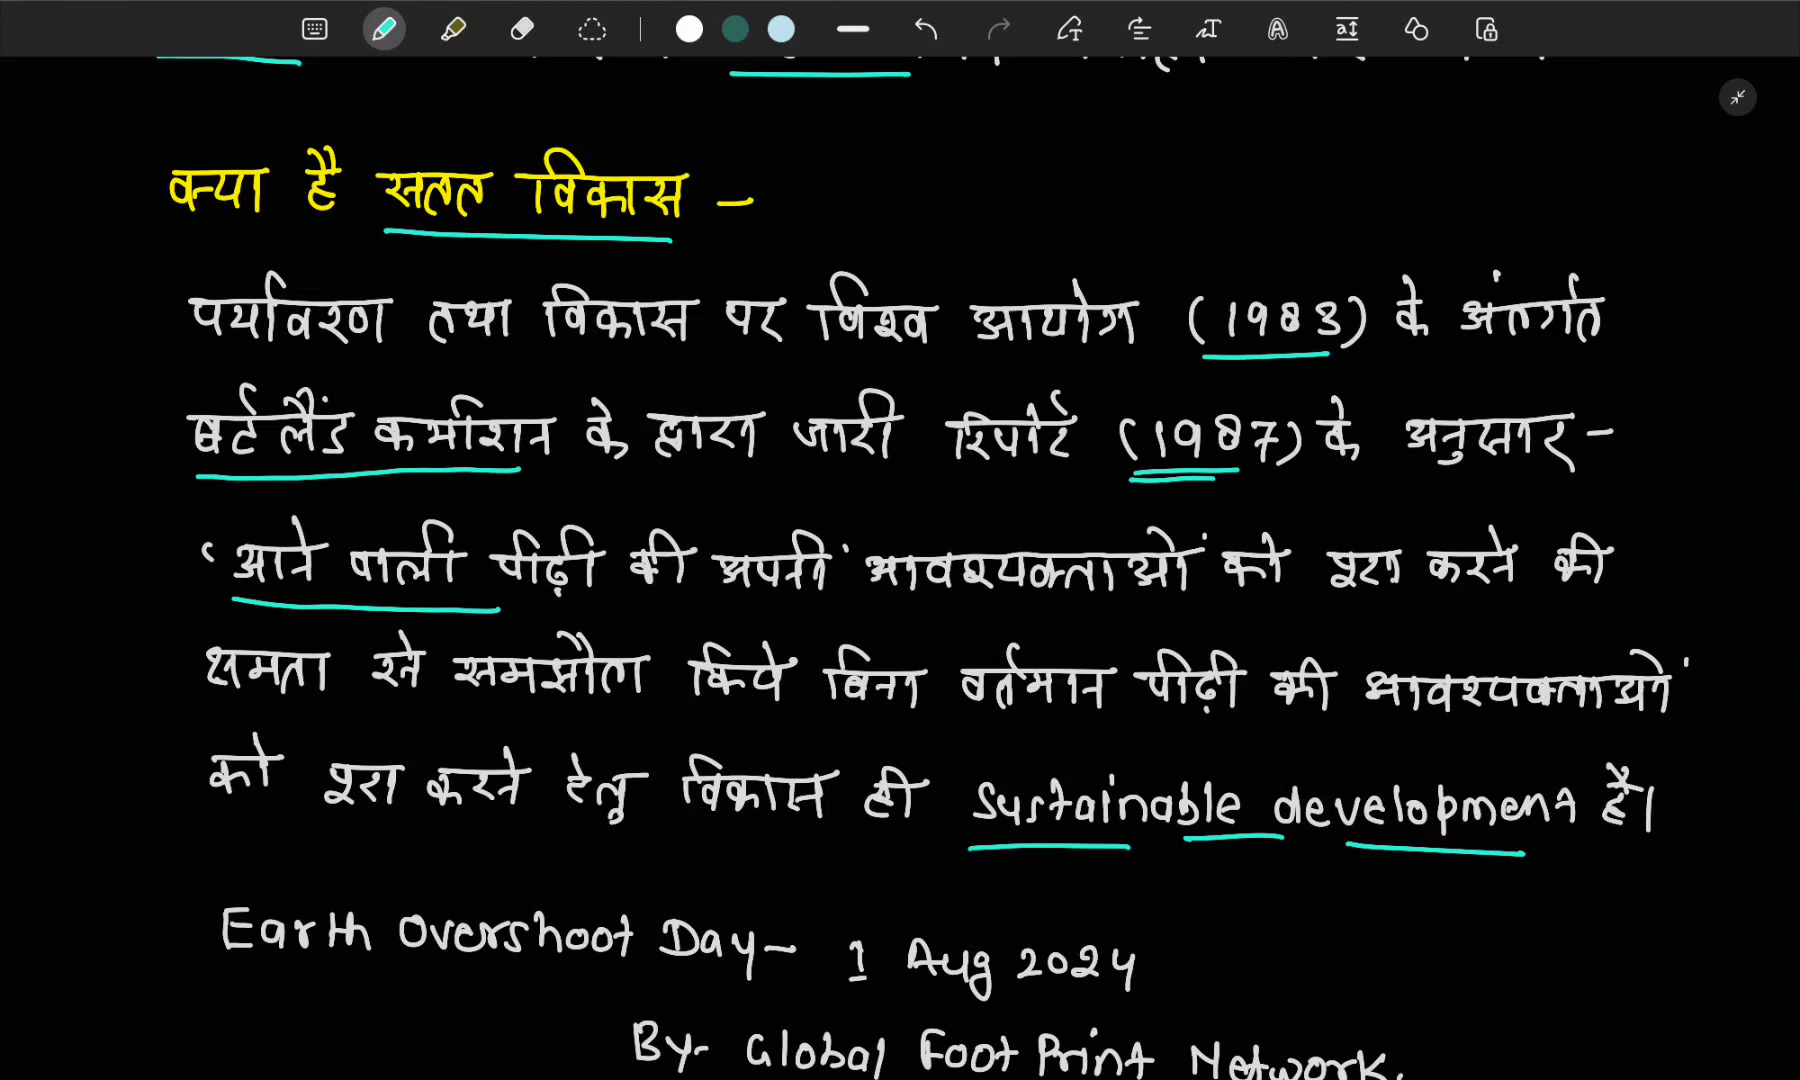 क्या है सतत विकास -
पर्यावरण तथा विकास पर विश्व आयोग (1983) के अंतर्गत
बर्टलैंड कमीशन के द्वारा जारी रिपोर्ट (1987) के अनुसार -
'आने वाली पीढ़ी की अपनी आवश्यकताओं को पूरा करने की
क्षमता से समझौता किये बिना वर्तमान पीढ़ी की आवश्यकताओं
को पूरा करने हेतु विकास ही Sustainable development है।
Earth Overshoot Day - 1 Aug 2024
By- Global Foot Print Network.